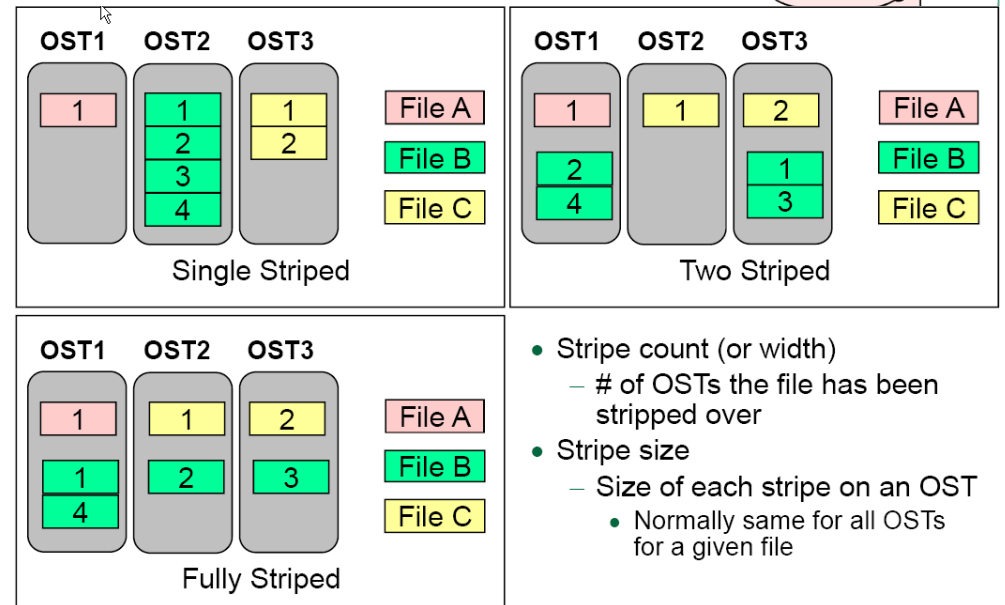 OST1 OST2 OST3
1 1 1
2 2
3
4
File A
File B
File C
Single Striped
OST1 OST2 OST3
1 1 2
2 1
4 3
File A
File B
File C
Two Striped
OST1 OST2 OST3
1 1 2
1 2 3
4
File A
File B
File C
Fully Striped
• Stripe count (or width)
– # of OSTs the file has been
stripped over
• Stripe size
– Size of each stripe on an OST
• Normally same for all OSTs
for a given file